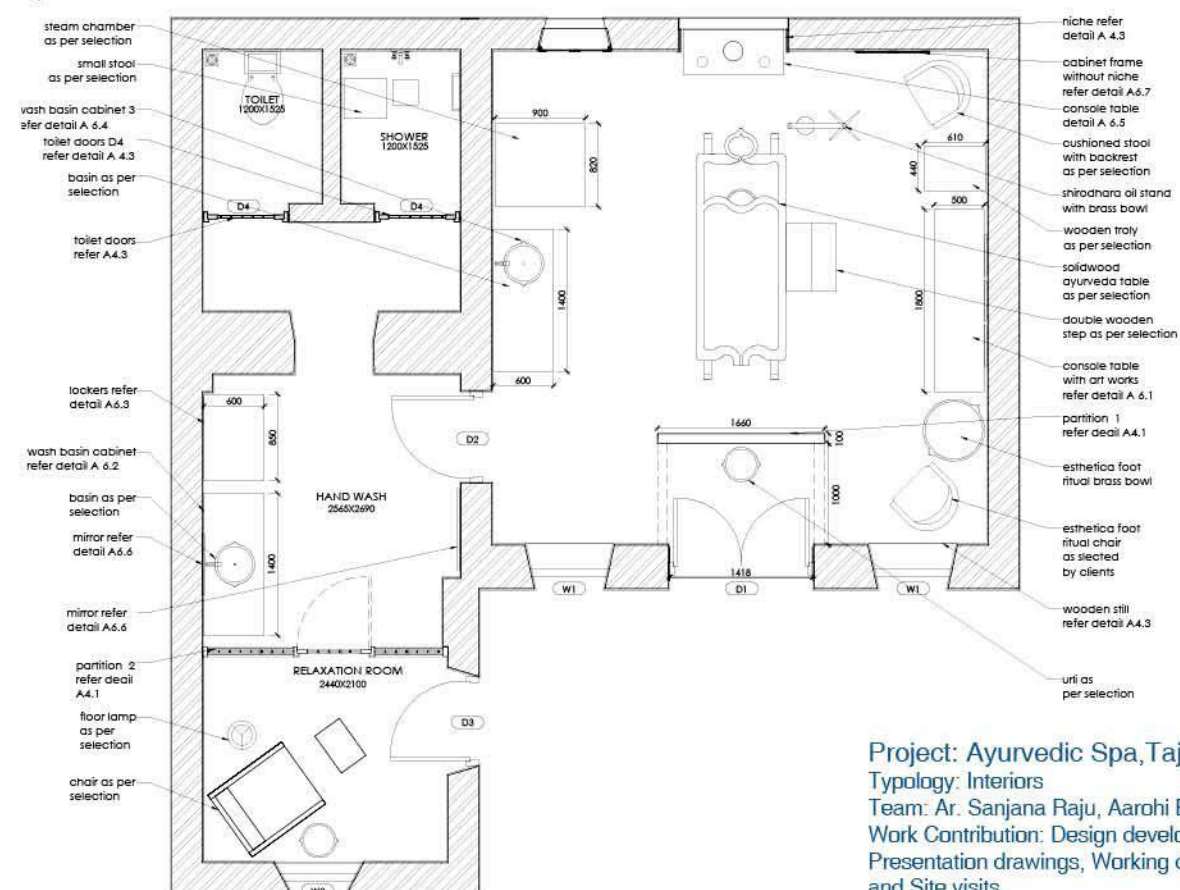 steam chamber
as per selection
small stool
as per selection
wash basin cabinet 3
refer detail A 6.4
toilet doors D4
refer detail A 4.3
basin as per
selection
toilet doors
refer A4.3
lockers refer
detail A6.3
wash basin cabinet
refer detail A 6.2
basin as per
selection
mirror refer
detail A6.6
mirror refer
detail A6.6
partition 2
refer deail
A4.1
floor lamp
as per
selection
chair as per
selection
TOILET
1200X1525
SHOWER
1200X1525
D4
D4
900
820
1400
600
600
850
HAND WASH
2565X2690
1400
D2
RELAXATION ROOM
2440X2100
D3
1660
100
1000
1418
W1
D1
W1
610
440
500
1800
niche refer
detail A 4.3
cabinet frame
without niche
refer detail A6.7
console table
detail A 6.5
cushioned stool
with backrest
as per selection
shirodhara oil stand
with brass bowl
wooden troly
as per selection
solidwood
ayurveda table
as per selection
double wooden
step as per selection
console table
with art works
refer detail A 6.1
partition 1
refer deail A4.1
esthetica foot
ritual brass bowl
esthetica foot
ritual chair
as slected
by clients
wooden still
refer detail A4.3
urli as
per selection
Project: Ayurvedic Spa,Taj
Typology: Interiors
Team: Ar. Sanjana Raju, Aarohi
Work Contribution: Design develo
Presentation drawings, Working
and Site visits